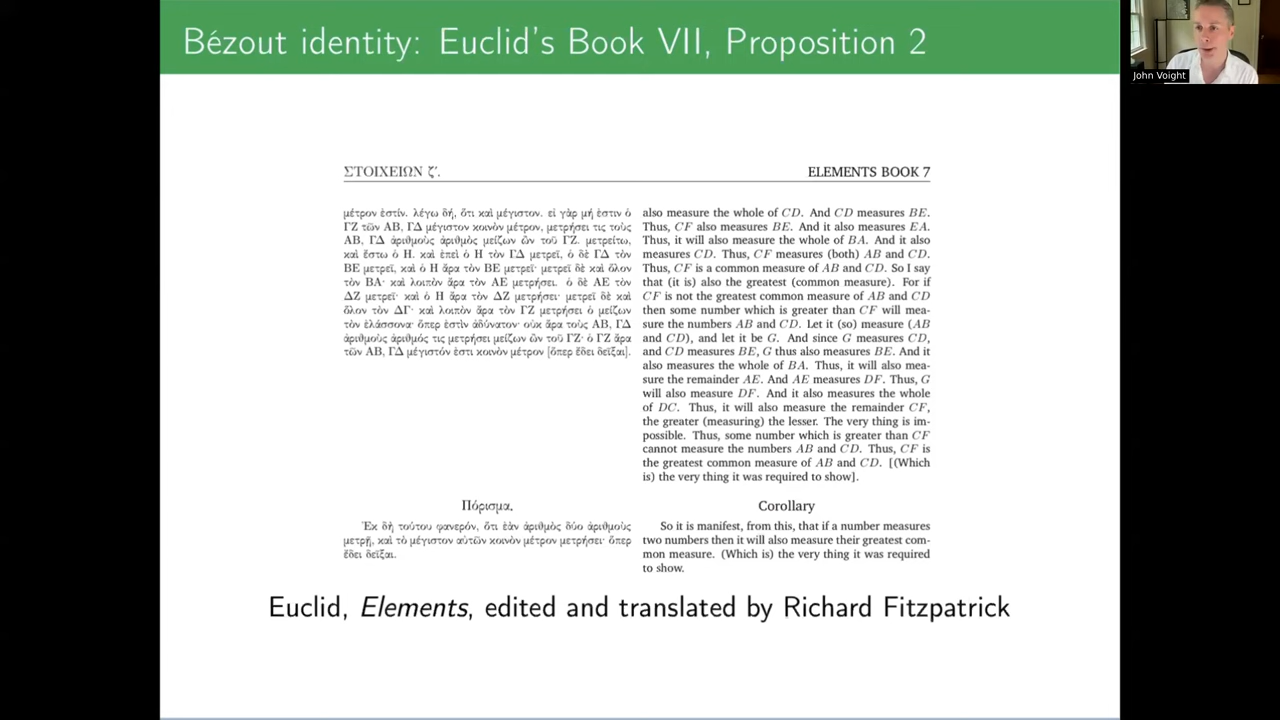 Bézout identity: Euclid's Book VII, Proposition 2
John Voight
ΣΤΟΙΧΕΙΩΝ ζʹ.
ELEMENTS BOOK 7
μέτρον ἐστίν. λέγω δή, ὅτι καὶ μέγιστον. εἰ γὰρ μή ἐστιν ὁ
ΓΖ τῶν ΑΒ, ΓΔ μέγιστον κοινὸν μέτρον, μετρήσει τις τοὺς
ΑΒ, ΓΔ ἀριθμοὺς ἀριθμὸς μείζων ὢν τοῦ ΓΖ. μετρείτω,
καὶ ἔστω ὁ Η. καὶ ἐπεὶ ὁ Η τὸν ΓΔ μετρεῖ, ὁ δὲ ΓΔ τὸν
ΒΕ μετρεῖ, καὶ ὁ Η ἄρα τὸν ΒΕ μετρεῖ· μετρεῖ δὲ καὶ ὅλον
τὸν ΒΑ· καὶ λοιπὸν ἄρα τὸν ΑΕ μετρήσει. ὁ δὲ ΑΕ τὸν
ΔΖ μετρεῖ· καὶ ὁ Η ἄρα τὸν ΔΖ μετρήσει· μετρεῖ δὲ καὶ
ὅλον τὸν ΔΓ· καὶ λοιπὸν ἄρα τὸν ΓΖ μετρήσει ὁ μείζων
τὸν ἐλάσσονα· ὅπερ ἐστὶν ἀδύνατον· οὐκ ἄρα τοὺς ΑΒ, ΓΔ
ἀριθμοὺς ἀριθμός τις μετρήσει μείζων ὢν τοῦ ΓΖ· ὁ ΓΖ ἄρα
τῶν ΑΒ, ΓΔ μέγιστόν ἐστι κοινὸν μέτρον [ὅπερ ἔδει δεῖξαι].
also measure the whole of CD. And CD measures BE.
Thus, CF also measures BE. And it also measures EA.
Thus, it will also measure the whole of BA. And it also
measures CD. Thus, CF measures (both) AB and CD.
Thus, CF is a common measure of AB and CD. So I say
that (it is) also the greatest (common measure). For if
CF is not the greatest common measure of AB and CD
then some number which is greater than CF will mea-
sure the numbers AB and CD. Let it (so) measure (AB
and CD), and let it be G. And since G measures CD,
and CD measures BE, G thus also measures BE. And it
also measures the whole of BA. Thus, it will also mea-
sure the remainder AE. And AE measures DF. Thus, G
will also measure DF. And it also measures the whole
of DC. Thus, it will also measure the remainder CF,
the greater (measuring) the lesser. The very thing is im-
possible. Thus, some number which is greater than CF
cannot measure the numbers AB and CD. Thus, CF is
the greatest common measure of AB and CD. [(Which
is) the very thing it was required to show].
Πόρισμα.
Ἐκ δὴ τούτου φανερόν, ὅτι ἐὰν ἀριθμὸς δύο ἀριθμοὺς
μετρῇ, καὶ τὸ μέγιστον αὐτῶν κοινὸν μέτρον μετρήσει· ὅπερ
ἔδει δεῖξαι.
Corollary
So it is manifest, from this, that if a number measures
two numbers then it will also measure their greatest com-
mon measure. (Which is) the very thing it was required
to show.
Euclid, Elements, edited and translated by Richard Fitzpatrick